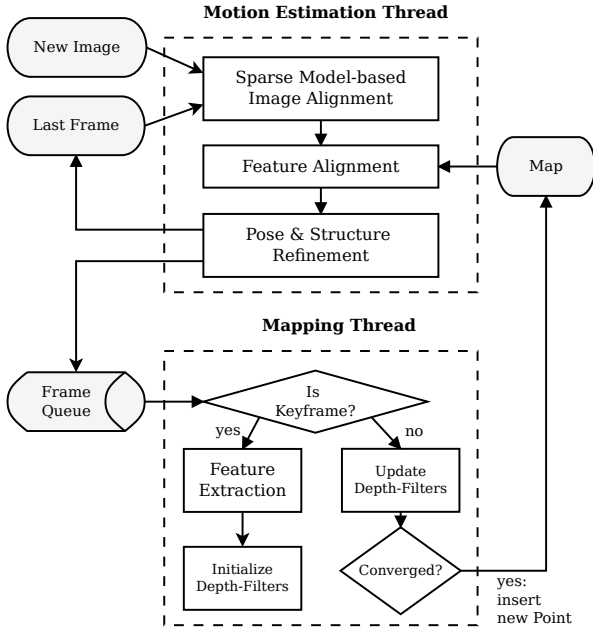 Motion Estimation Thread
New Image
Sparse Model-based
Image Alignment
Last Frame
Feature Alignment
Map
Pose & Structure
Refinement
Mapping Thread
Frame
Queue
Is
Keyframe?
yes
no
Feature
Extraction
Update
Depth-Filters
Initialize
Depth-Filters
Converged?
yes:
insert
new Point